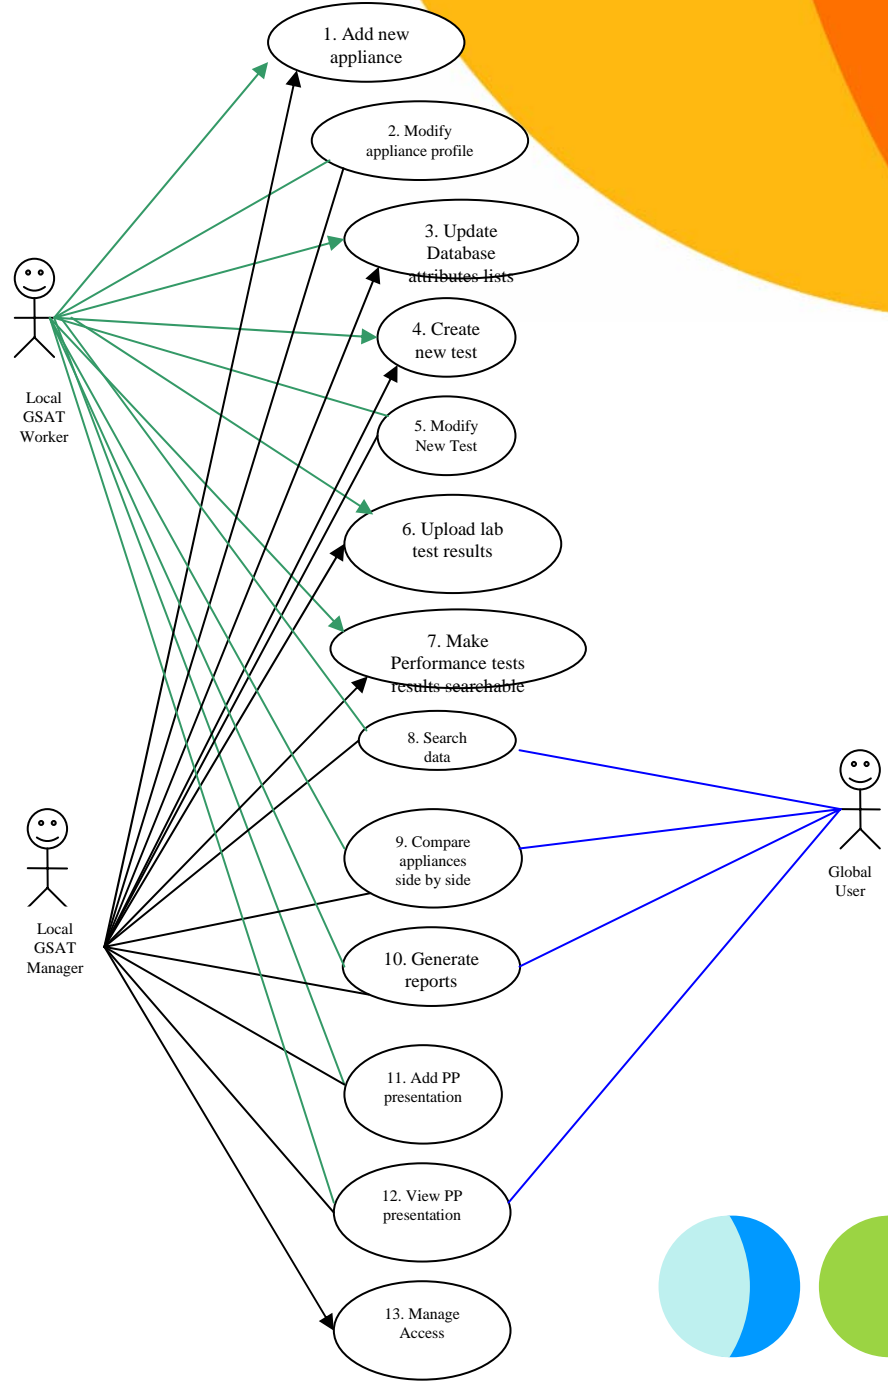 1. Add new
appliance
2. Modify
appliance profile
3. Update
Database
attributes lists
4. Create
new test
Local
GSAT
Worker
5. Modify
New Test
6. Upload lab
test results
7. Make
Performance tests
results searchable
8. Search
data
9. Compare
appliances
side by side
Global
User
Local
GSAT
Manager
10. Generate
reports
11. Add PP
presentation
12. View PP
presentation
13. Manage
Access